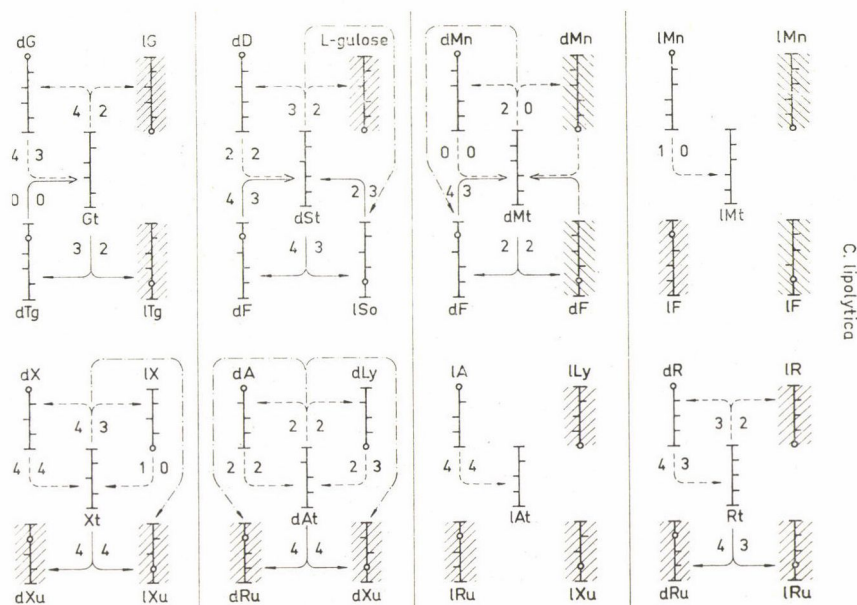 dG lG dD L-gulose dMn dMn lMn lMn
4 2 3 2 2 0
4 3 2 2 0 0 1 0
0 0 4 3 2 3 4 3
Gt dSt dMt lMt
3 2 4 3 2 2
dTg lTg dF lSo dF dF lF lF
C. lipolytica
dX lX dA dLy lA lLy dR lR
4 3 2 2 3 2
4 4 1 0 2 2 2 3 4 4 4 3
Xt dAt lAt Rt
4 4 4 4 4 3
dXu lXu dRu dXu lRu lXu dRu lRu